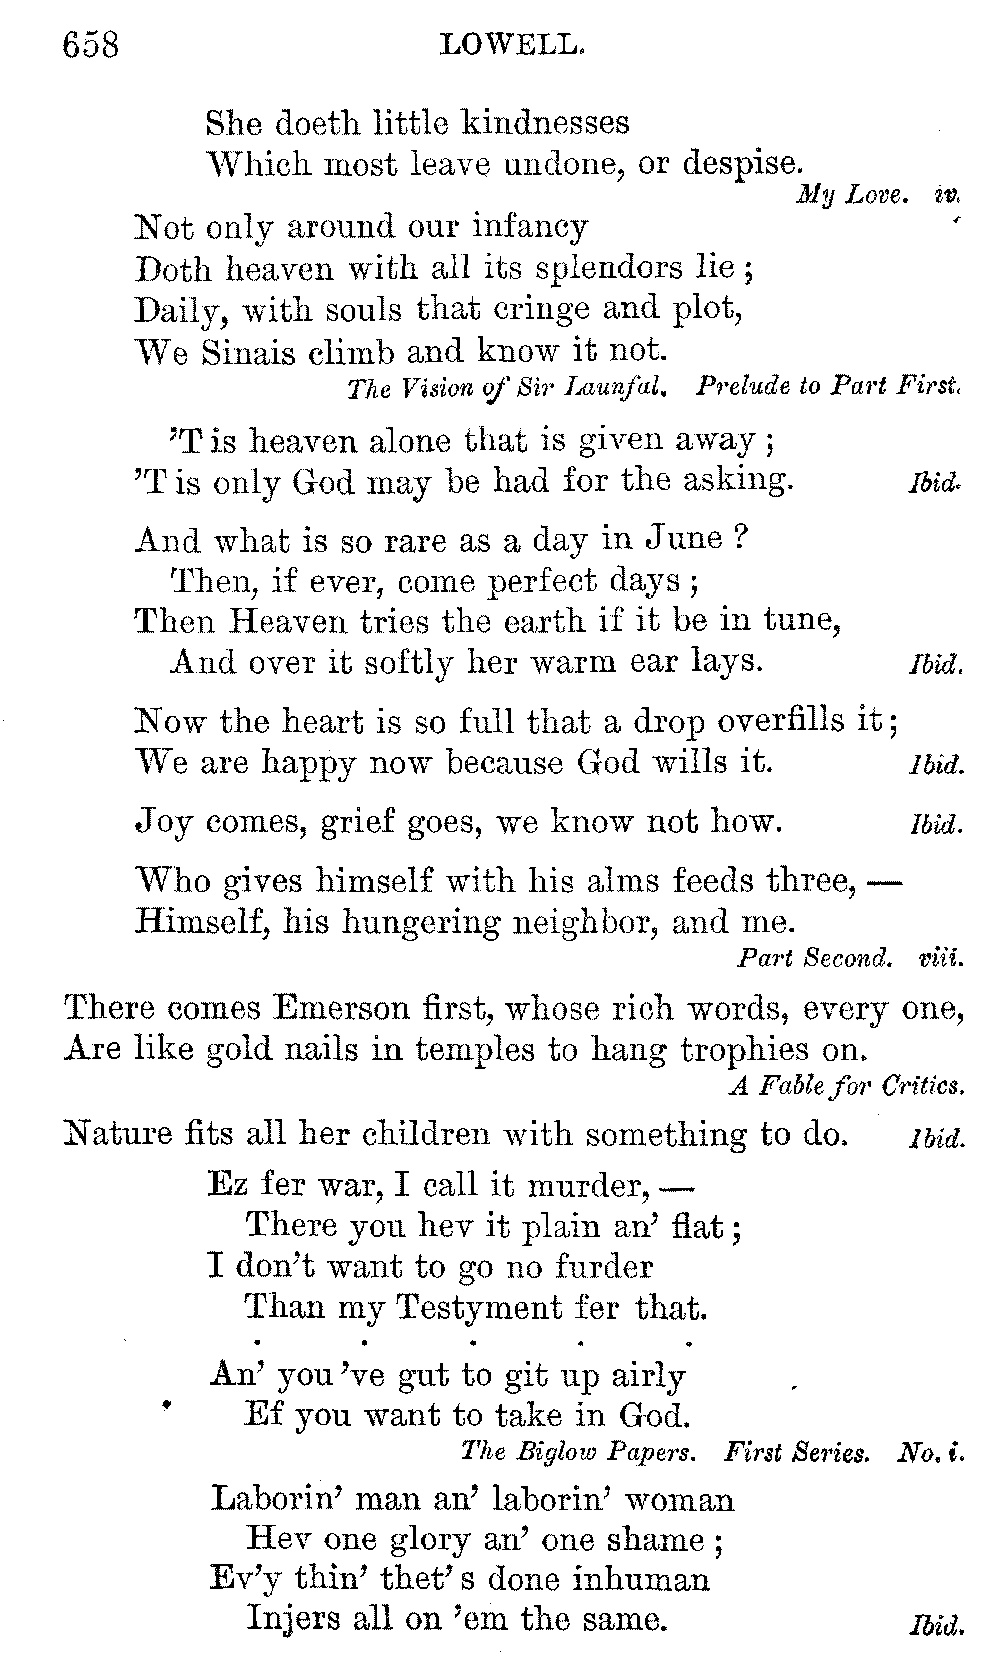 658 LOWELL.
She doeth little kindnesses
Which most leave undone, or despise.
My Love. iv.
Not only around our infancy
Doth heaven with all its splendors lie;
Daily, with souls that cringe and plot,
We Sinais climb and know it not.
The Vision of Sir Launfal. Prelude to Part First.
'T is heaven alone that is given away;
'T is only God may be had for the asking. Ibid.
And what is so rare as a day in June?
Then, if ever, come perfect days;
Then Heaven tries the earth if it be in tune,
And over it softly her warm ear lays. Ibid.
Now the heart is so full that a drop overfills it;
We are happy now because God wills it. Ibid.
Joy comes, grief goes, we know not how. Ibid.
Who gives himself with his alms feeds three, —
Himself, his hungering neighbor, and me.
Part Second. viii.
There comes Emerson first, whose rich words, every one,
Are like gold nails in temples to hang trophies on.
A Fable for Critics.
Nature fits all her children with something to do. Ibid.
Ez fer war, I call it murder, —
There you hev it plain an' flat;
I don't want to go no furder
Than my Testyment fer that.
. . . . .
An' you 've gut to git up airly
Ef you want to take in God.
The Biglow Papers. First Series. No. i.
Laborin' man an' laborin' woman
Hev one glory an' one shame;
Ev'y thin' thet' s done inhuman
Injers all on 'em the same. Ibid.